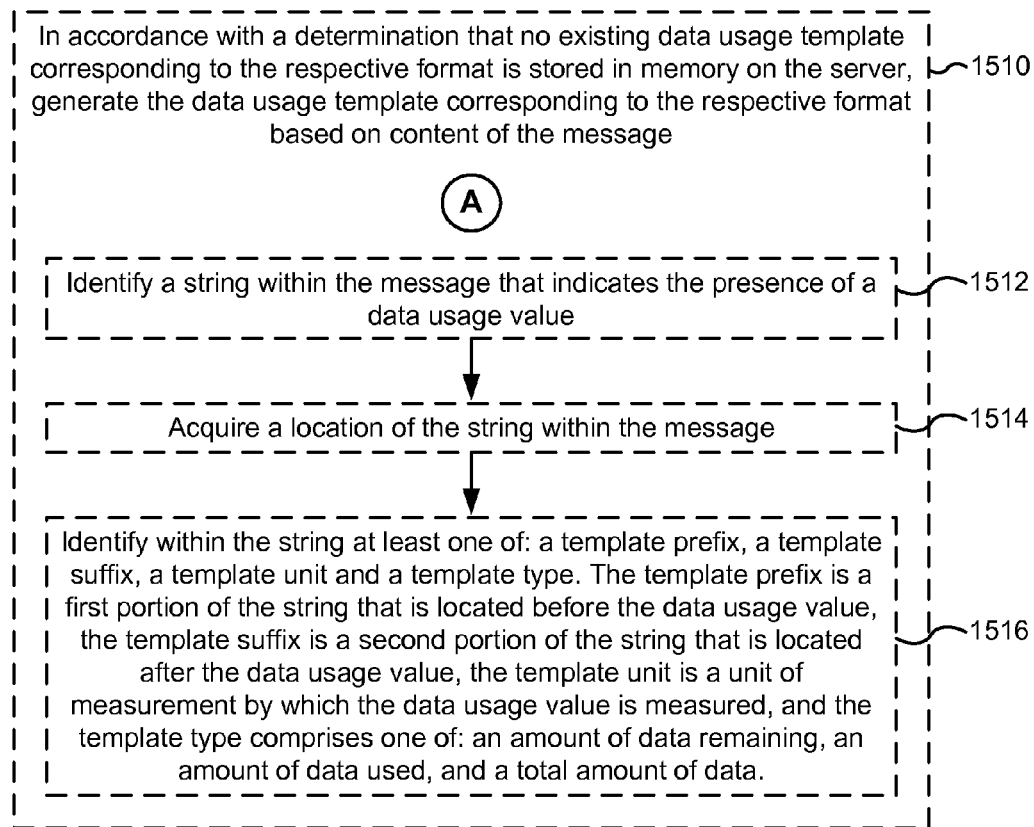 In accordance with a determination that no existing data usage template
corresponding to the respective format is stored in memory on the server,
generate the data usage template corresponding to the respective format
based on content of the message
1510
A
Identify a string within the message that indicates the presence of a
data usage value
1512
Acquire a location of the string within the message
1514
Identify within the string at least one of: a template prefix, a template
suffix, a template unit and a template type. The template prefix is a
first portion of the string that is located before the data usage value,
the template suffix is a second portion of the string that is located
after the data usage value, the template unit is a unit of
measurement by which the data usage value is measured, and the
template type comprises one of: an amount of data remaining, an
amount of data used, and a total amount of data.
1516